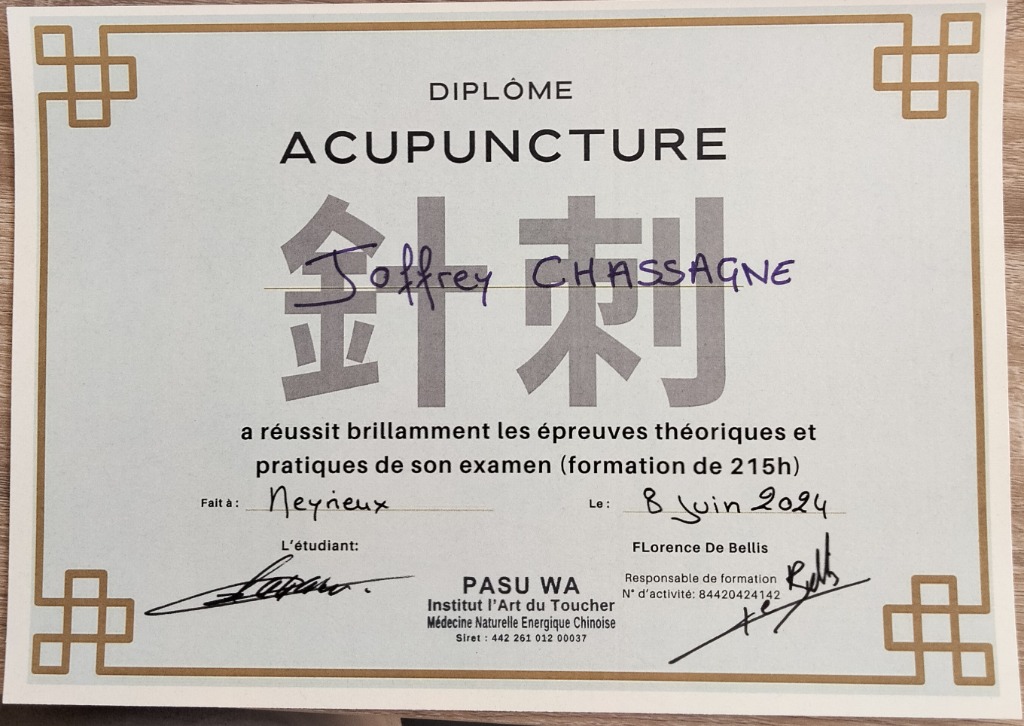 DIPLÔME
ACUPUNCTURE
針刺
Joffrey CHASSAGNE
a réussit brillamment les épreuves théoriques et
pratiques de son examen (formation de 215h)
Fait à : Meyrieux Le : 8 Juin 2024
L'étudiant: FLorence De Bellis
PASU WA
Institut l'Art du Toucher
Médecine Naturelle Energique Chinoise
Siret : 442 261 012 00037
Responsable de formation
N° d'activité: 84420424142